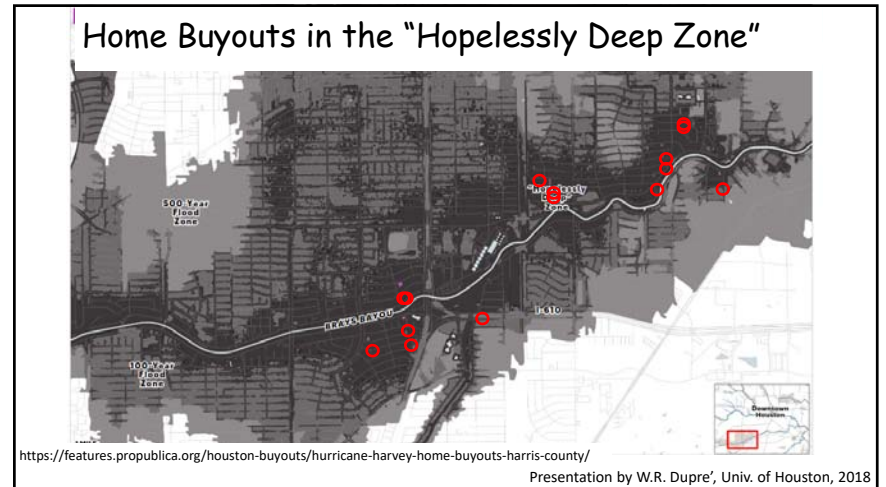 Home Buyouts in the “Hopelessly Deep Zone”
500-Year
Flood
Zone
"Hopelessly
Deep"
Zone
BRAYS BAYOU
I-610
100-Year
Flood
Zone
Downtown
Houston
https://features.propublica.org/houston-buyouts/hurricane-harvey-home-buyouts-harris-county/
Presentation by W.R. Dupre’, Univ. of Houston, 2018